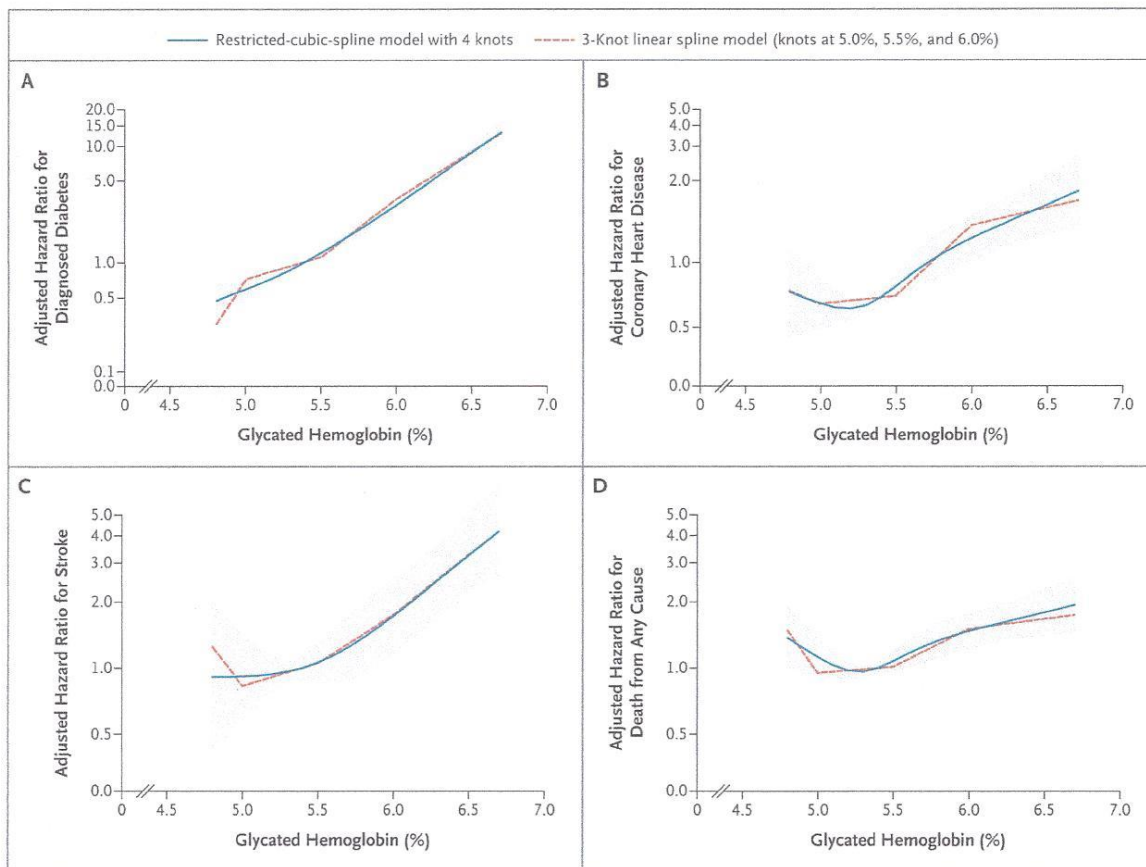 Restricted-cubic-spline model with 4 knots 3-Knot linear spline model (knots at 5.0%, 5.5%, and 6.0%)
A
Adjusted Hazard Ratio for
Diagnosed Diabetes
20.0
15.0
10.0
5.0
1.0
0.5
0.1
0.0
0 4.5 5.0 5.5 6.0 6.5 7.0
Glycated Hemoglobin (%)
B
Adjusted Hazard Ratio for
Coronary Heart Disease
5.0
4.0
3.0
2.0
1.0
0.5
0.0
0 4.5 5.0 5.5 6.0 6.5 7.0
Glycated Hemoglobin (%)
C
Adjusted Hazard Ratio for Stroke
5.0
4.0
3.0
2.0
1.0
0.5
0.0
0 4.5 5.0 5.5 6.0 6.5 7.0
Glycated Hemoglobin (%)
D
Adjusted Hazard Ratio for
Death from Any Cause
5.0
4.0
3.0
2.0
1.0
0.5
0.0
0 4.5 5.0 5.5 6.0 6.5 7.0
Glycated Hemoglobin (%)